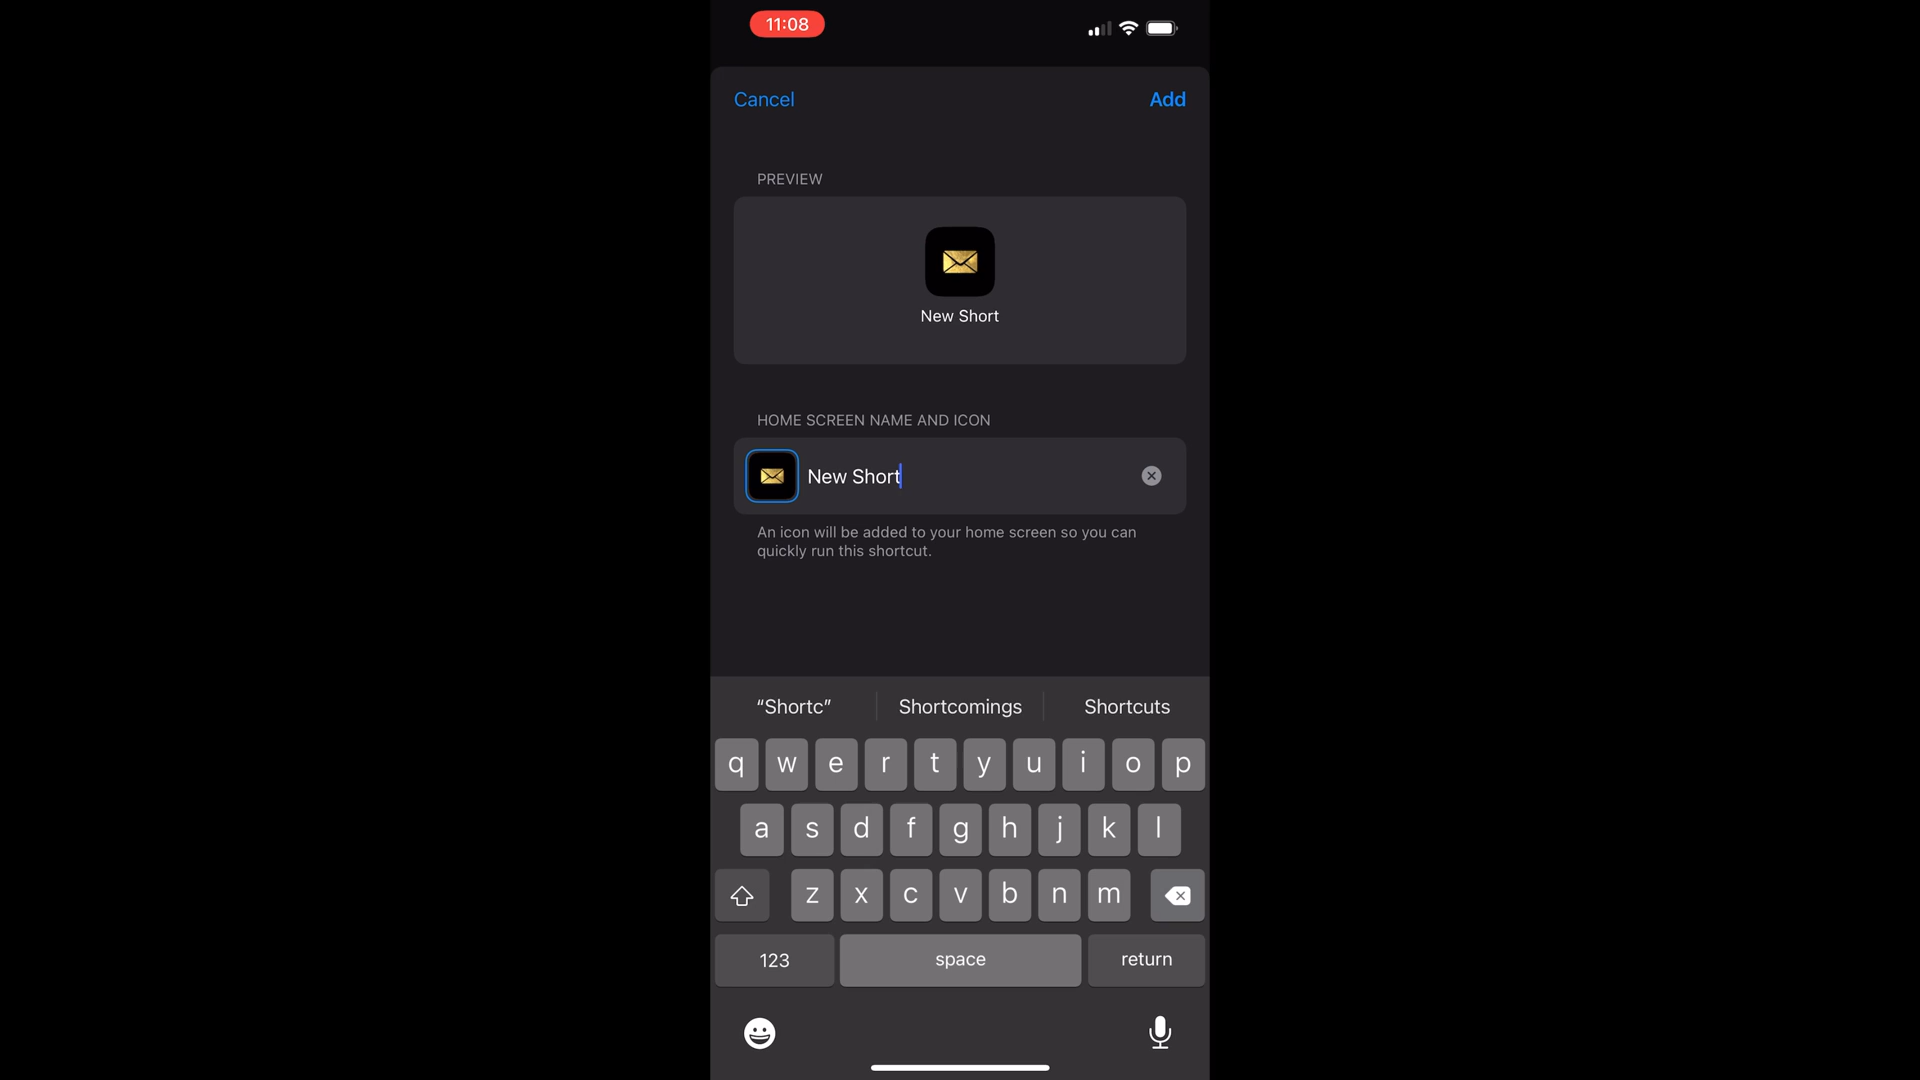 11:08
Cancel
Add
PREVIEW
New Short
HOME SCREEN NAME AND ICON
New Short
An icon will be added to your home screen so you can
quickly run this shortcut.
“Shortc”
Shortcomings
Shortcuts
q w e r t y u i o p
a s d f g h j k l
z x c v b n m
123
space
return